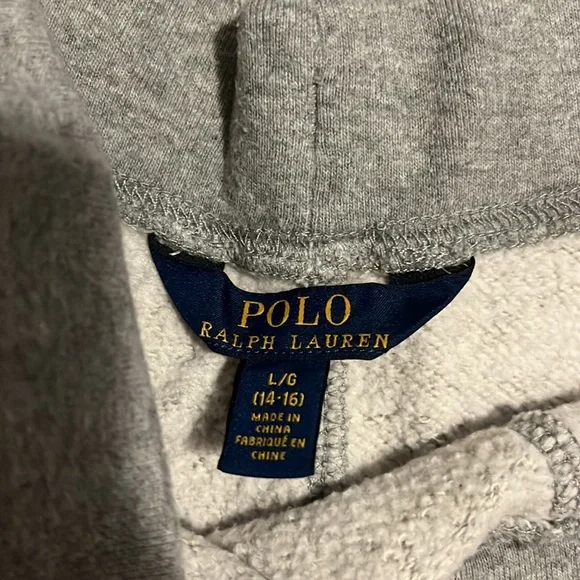 POLO
RALPH LAUREN
L/G
(14-16)
MADE IN
CHINA
FABRIQUÉ EN
CHINE